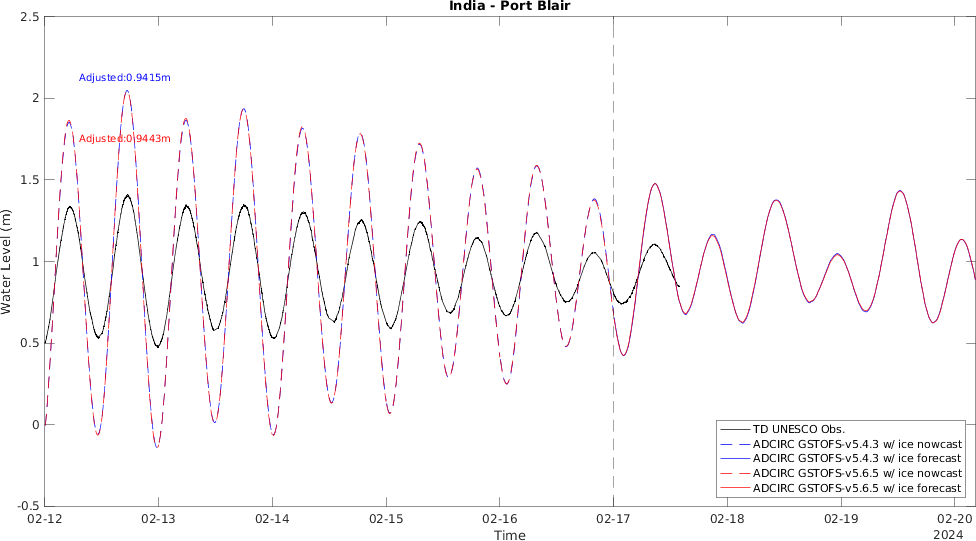 India - Port Blair
2.5
2
1.5
1
0.5
0
-0.5
Water Level (m)
Adjusted:0.9415m
Adjusted:0.9443m
TD UNESCO Obs.
ADCIRC GSTOFS-v5.4.3 w/ ice nowcast
ADCIRC GSTOFS-v5.4.3 w/ ice forecast
ADCIRC GSTOFS-v5.6.5 w/ ice nowcast
ADCIRC GSTOFS-v5.6.5 w/ ice forecast
02-12 02-13 02-14 02-15 02-16 02-17 02-18 02-19 02-20
Time 2024